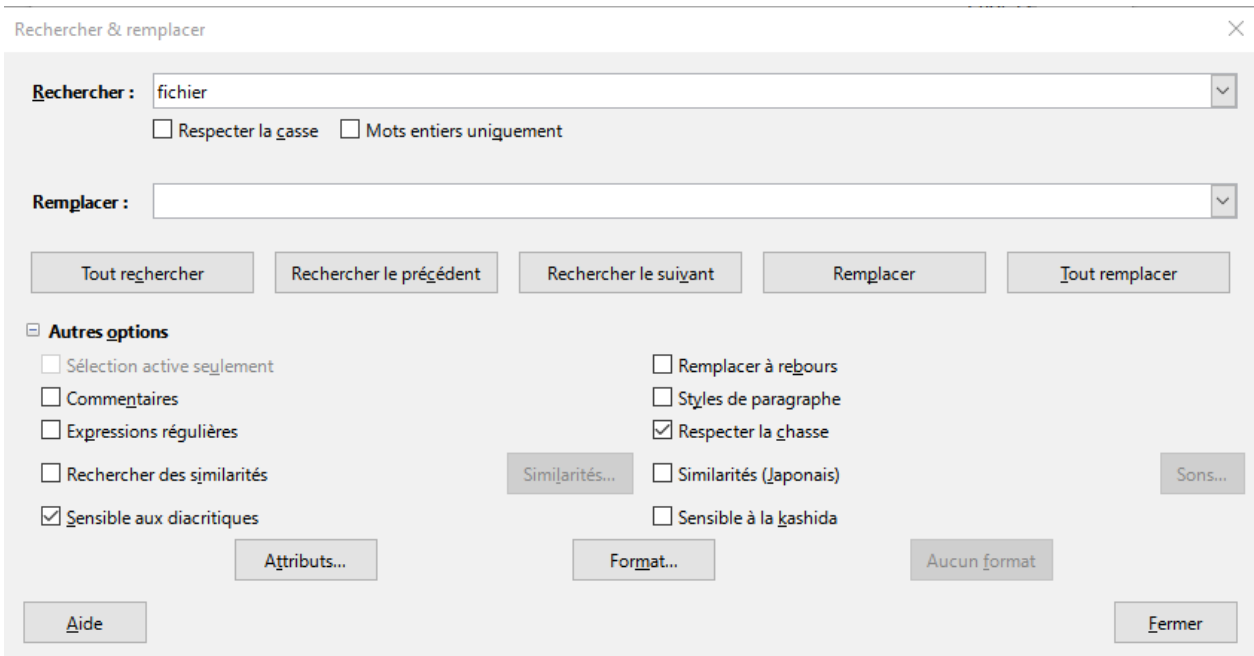 Rechercher & remplacer
Rechercher : fichier
Respecter la casse Mots entiers uniquement
Remplacer :
Tout rechercher Rechercher le précédent Rechercher le suivant Remplacer Tout remplacer
Autres options
Sélection active seulement Remplacer à rebours
Commentaires Styles de paragraphe
Expressions régulières Respecter la chasse
Rechercher des similarités Similarités... Similarités (Japonais) Sons...
Sensible aux diacritiques Sensible à la kashida
Attributs... Format... Aucun format
Aide Fermer